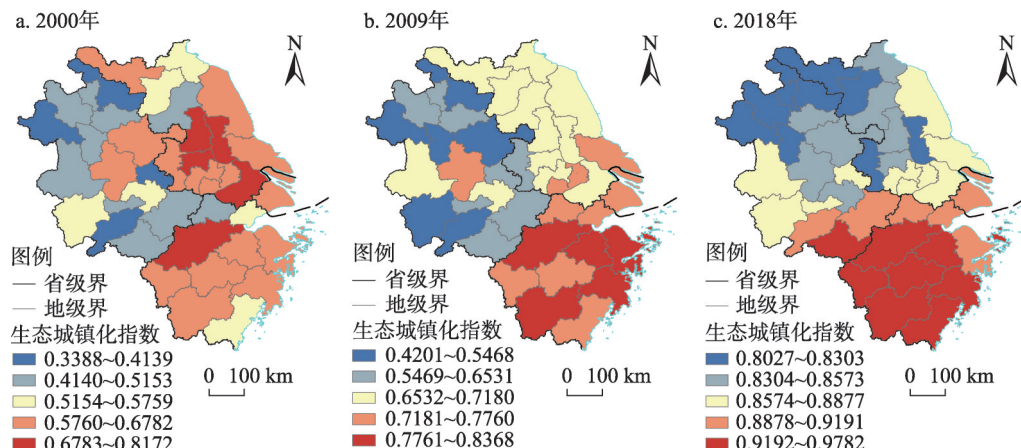 a. 2000年
N
图例
省级界
地级界
生态城镇化指数
0.3388~0.4139
0.4140~0.5153
0.5154~0.5759
0.5760~0.6782
0.6783~0.8172
0 100 km
b. 2009年
N
图例
省级界
地级界
生态城镇化指数
0.4201~0.5468
0.5469~0.6531
0.6532~0.7180
0.7181~0.7760
0.7761~0.8368
0 100 km
c. 2018年
N
图例
省级界
地级界
生态城镇化指数
0.8027~0.8303
0.8304~0.8573
0.8574~0.8877
0.8878~0.9191
0.9192~0.9782
0 100 km